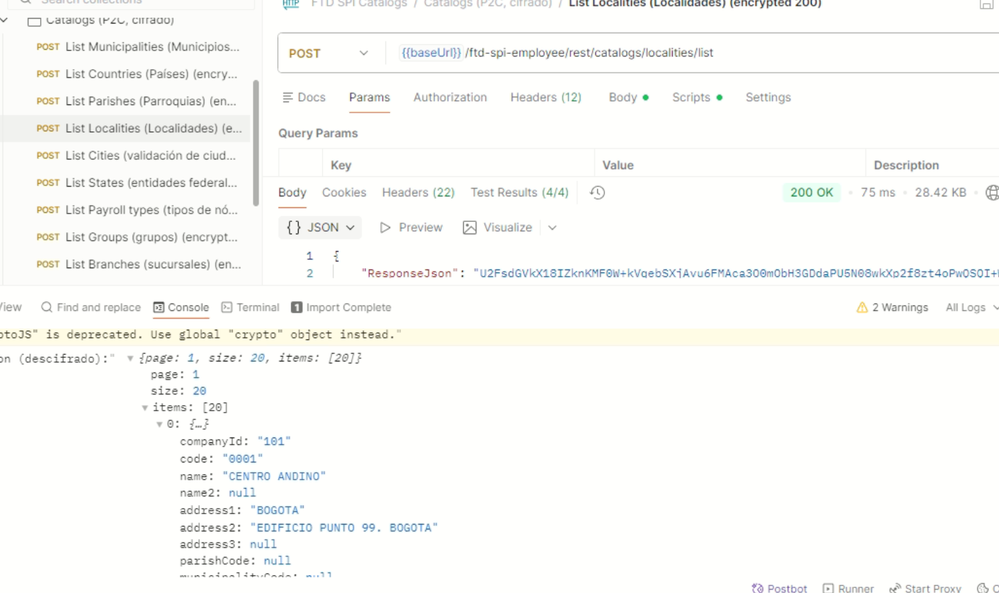 Search collections
Catalogs (P2C, cifrado)
POST List Municipalities (Municipios...
POST List Countries (Países) (encry...
POST List Parishes (Parroquias) (en...
POST List Localities (Localidades) (e...
POST List Cities (validación de ciud...
POST List States (entidades federal...
POST List Payroll types (tipos de nó...
POST List Groups (grupos) (encrypt...
POST List Branches (sucursales) (en...
HTTP FTD SPI Catalogs / Catalogs (P2C, cifrado) / List Localities (Localidades) (encrypted 200)
POST {{baseUrl}} /ftd-spi-employee/rest/catalogs/localities/list
Docs Params Authorization Headers (12) Body Scripts Settings
Query Params
Key Value Description
Body Cookies Headers (22) Test Results (4/4) 200 OK 75 ms 28.42 KB
{} JSON Preview Visualize
1 {
2 "ResponseJson": 
View Find and replace Console Terminal 1 Import Complete 2 Warnings All Logs
ptoJS" is deprecated. Use global "crypto" object instead."
on (descifrado):" {page: 1, size: 20, items: [20]}
page: 1
size: 20
items: [20]
0: {…}
companyId: "101"
code: "0001"
name: "CENTRO ANDINO"
name2: null
address1: "BOGOTA"
address2: "EDIFICIO PUNTO 99. BOGOTA"
address3: null
parishCode: null
municipalityCode: null
Postbot Runner Start Proxy C